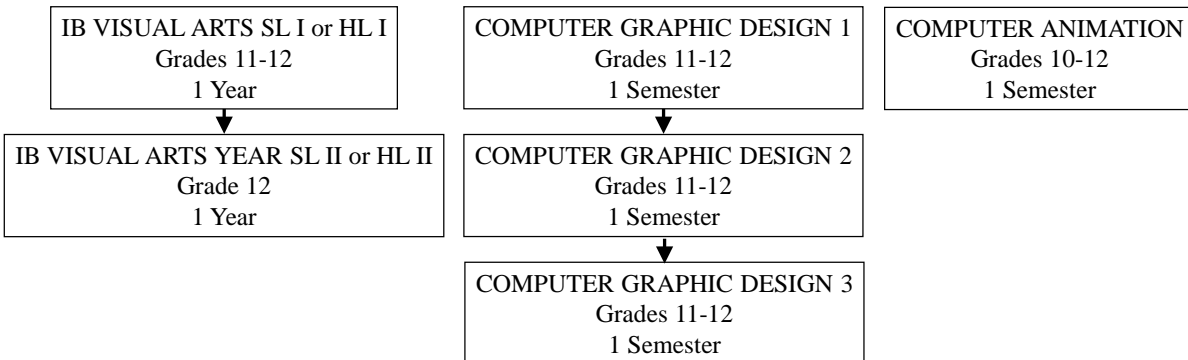 IB VISUAL ARTS SL I or HL I
Grades 11-12
1 Year
IB VISUAL ARTS YEAR SL II or HL II
Grade 12
1 Year
COMPUTER GRAPHIC DESIGN 1
Grades 11-12
1 Semester
COMPUTER GRAPHIC DESIGN 2
Grades 11-12
1 Semester
COMPUTER GRAPHIC DESIGN 3
Grades 11-12
1 Semester
COMPUTER ANIMATION
Grades 10-12
1 Semester